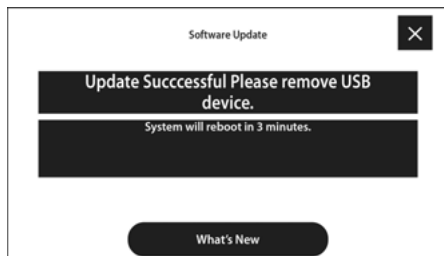 Software Update
Update Succcessful Please remove USB
device.
System will reboot in 3 minutes.
What's New